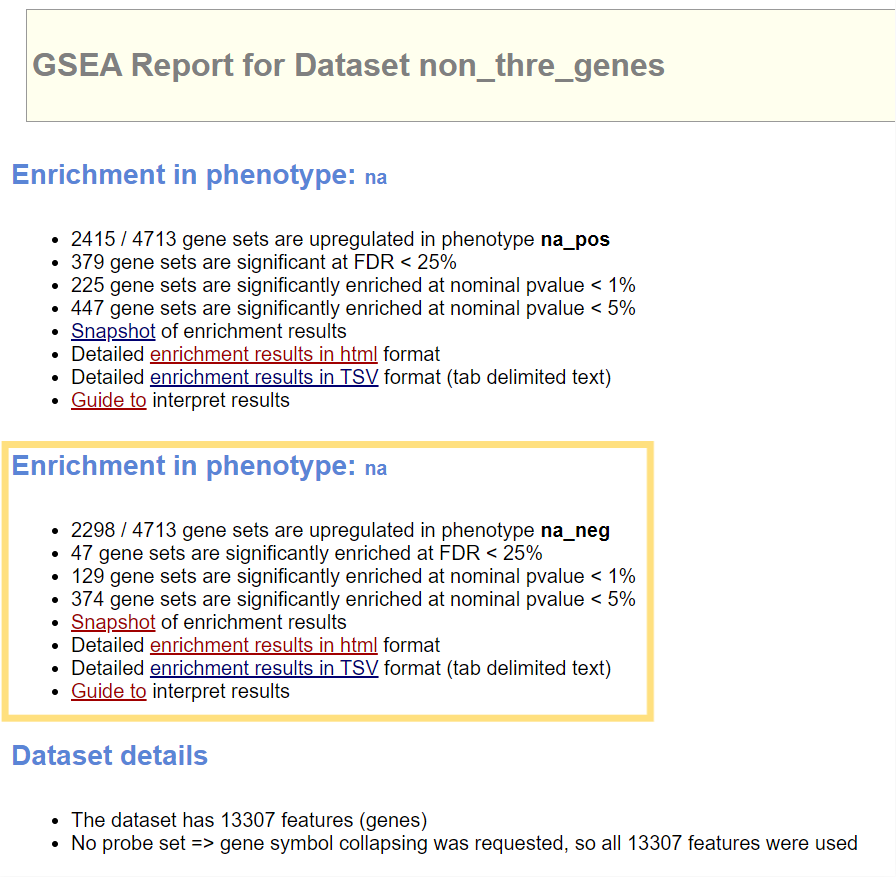 GSEA Report for Dataset non_thre_genes
Enrichment in phenotype: na
• 2415 / 4713 gene sets are upregulated in phenotype na_pos
• 379 gene sets are significant at FDR < 25%
• 225 gene sets are significantly enriched at nominal pvalue < 1%
• 447 gene sets are significantly enriched at nominal pvalue < 5%
• Snapshot of enrichment results
• Detailed enrichment results in html format
• Detailed enrichment results in TSV format (tab delimited text)
• Guide to interpret results
Enrichment in phenotype: na
• 2298 / 4713 gene sets are upregulated in phenotype na_neg
• 47 gene sets are significantly enriched at FDR < 25%
• 129 gene sets are significantly enriched at nominal pvalue < 1%
• 374 gene sets are significantly enriched at nominal pvalue < 5%
• Snapshot of enrichment results
• Detailed enrichment results in html format
• Detailed enrichment results in TSV format (tab delimited text)
• Guide to interpret results
Dataset details
• The dataset has 13307 features (genes)
• No probe set => gene symbol collapsing was requested, so all 13307 features were used